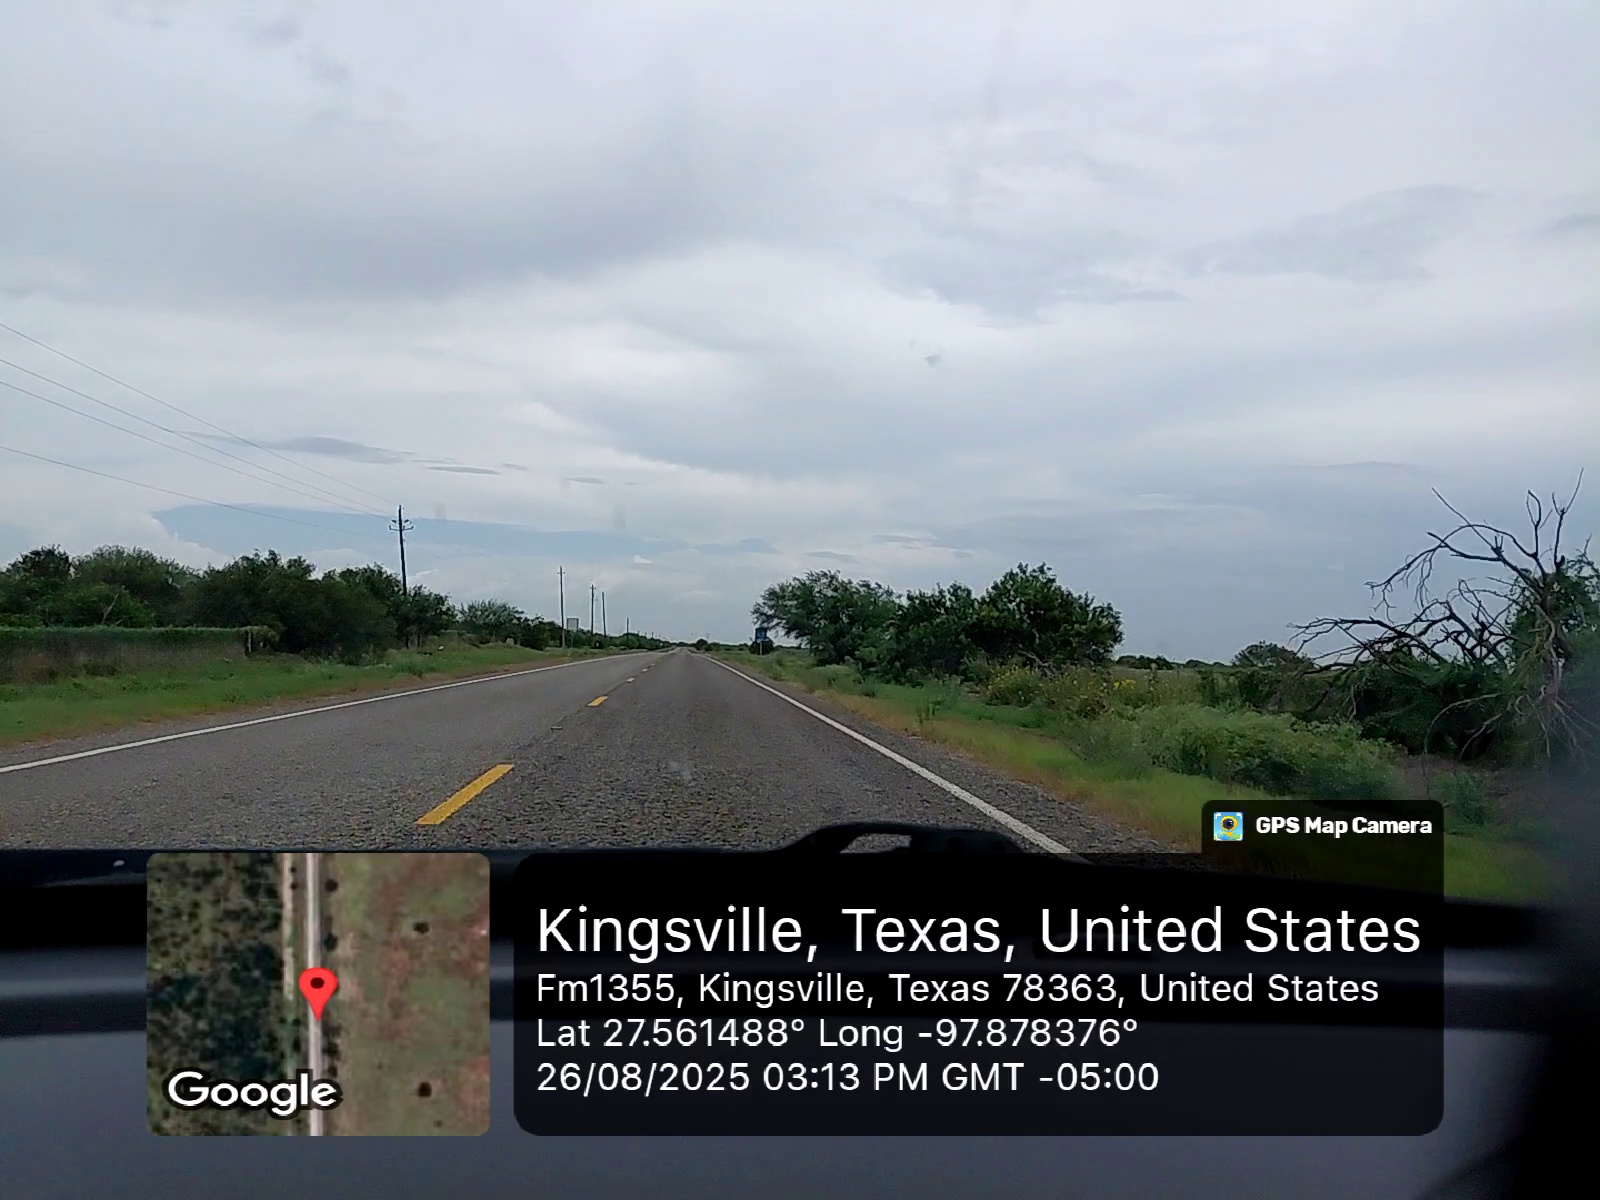 GPS Map Camera
Kingsville, Texas, United States
Fm1355, Kingsville, Texas 78363, United States
Lat 27.561488° Long -97.878376°
26/08/2025 03:13 PM GMT -05:00
Google